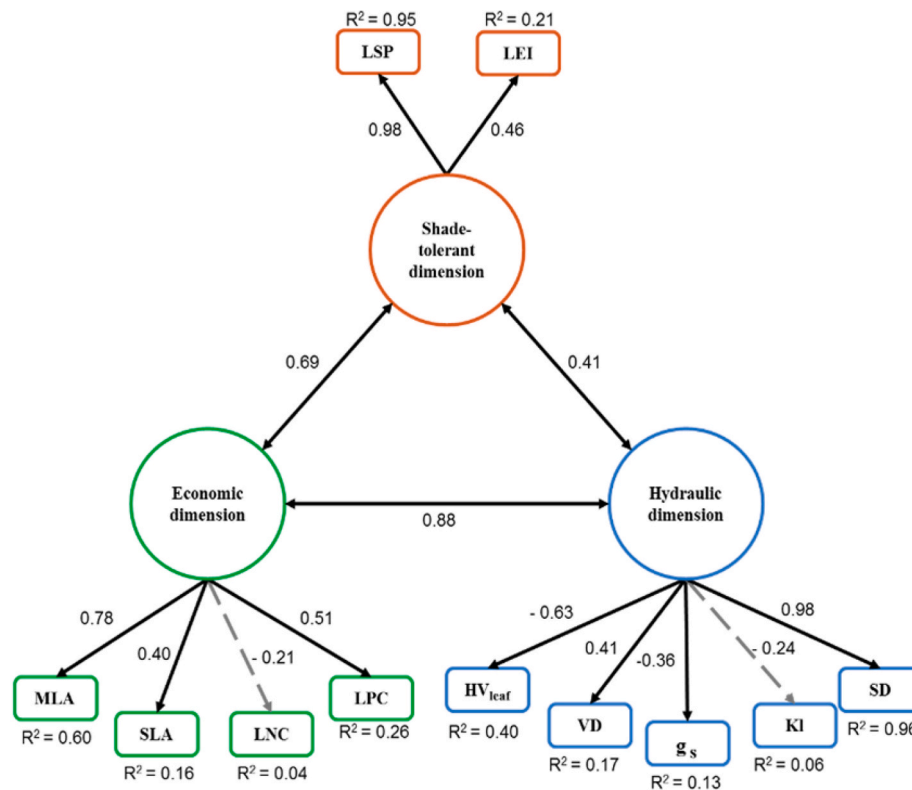 R² = 0.95
R² = 0.21
LSP
LEI
0.98
0.46
Shade-
tolerant
dimension
0.69
0.41
Economic
dimension
Hydraulic
dimension
0.88
0.78
0.40
- 0.21
0.51
- 0.63
0.41
-0.36
- 0.24
0.98
MLA
SLA
LNC
LPC
HVleaf
VD
g s
Kl
SD
R² = 0.60
R² = 0.16
R² = 0.04
R² = 0.26
R² = 0.40
R² = 0.17
R² = 0.13
R² = 0.06
R² = 0.96